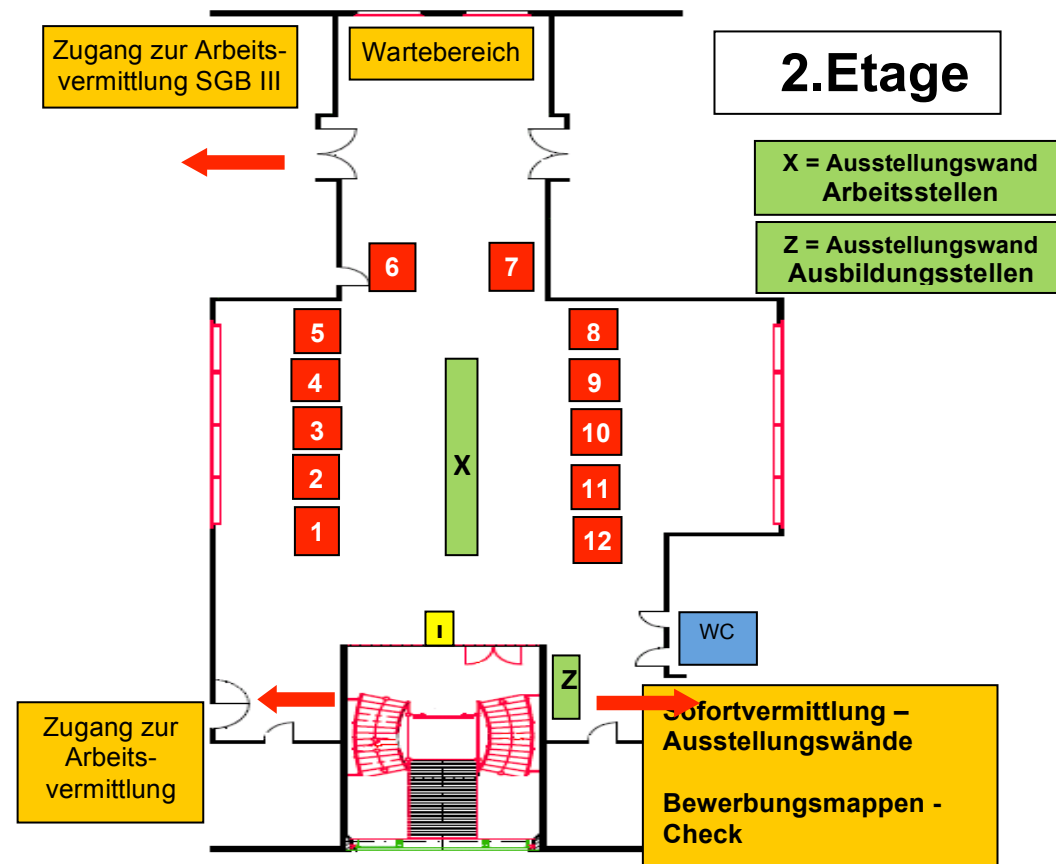 Zugang zur Arbeits-
vermittlung SGB III
Wartebereich
2.Etage
X = Ausstellungswand
Arbeitsstellen
Z = Ausstellungswand
Ausbildungsstellen
6
7
5
8
4
9
3
10
X
2
11
1
12
I
WC
Z
Zugang zur
Arbeits-
vermittlung
Sofortvermittlung –
Ausstellungswände
Bewerbungsmappen -
Check